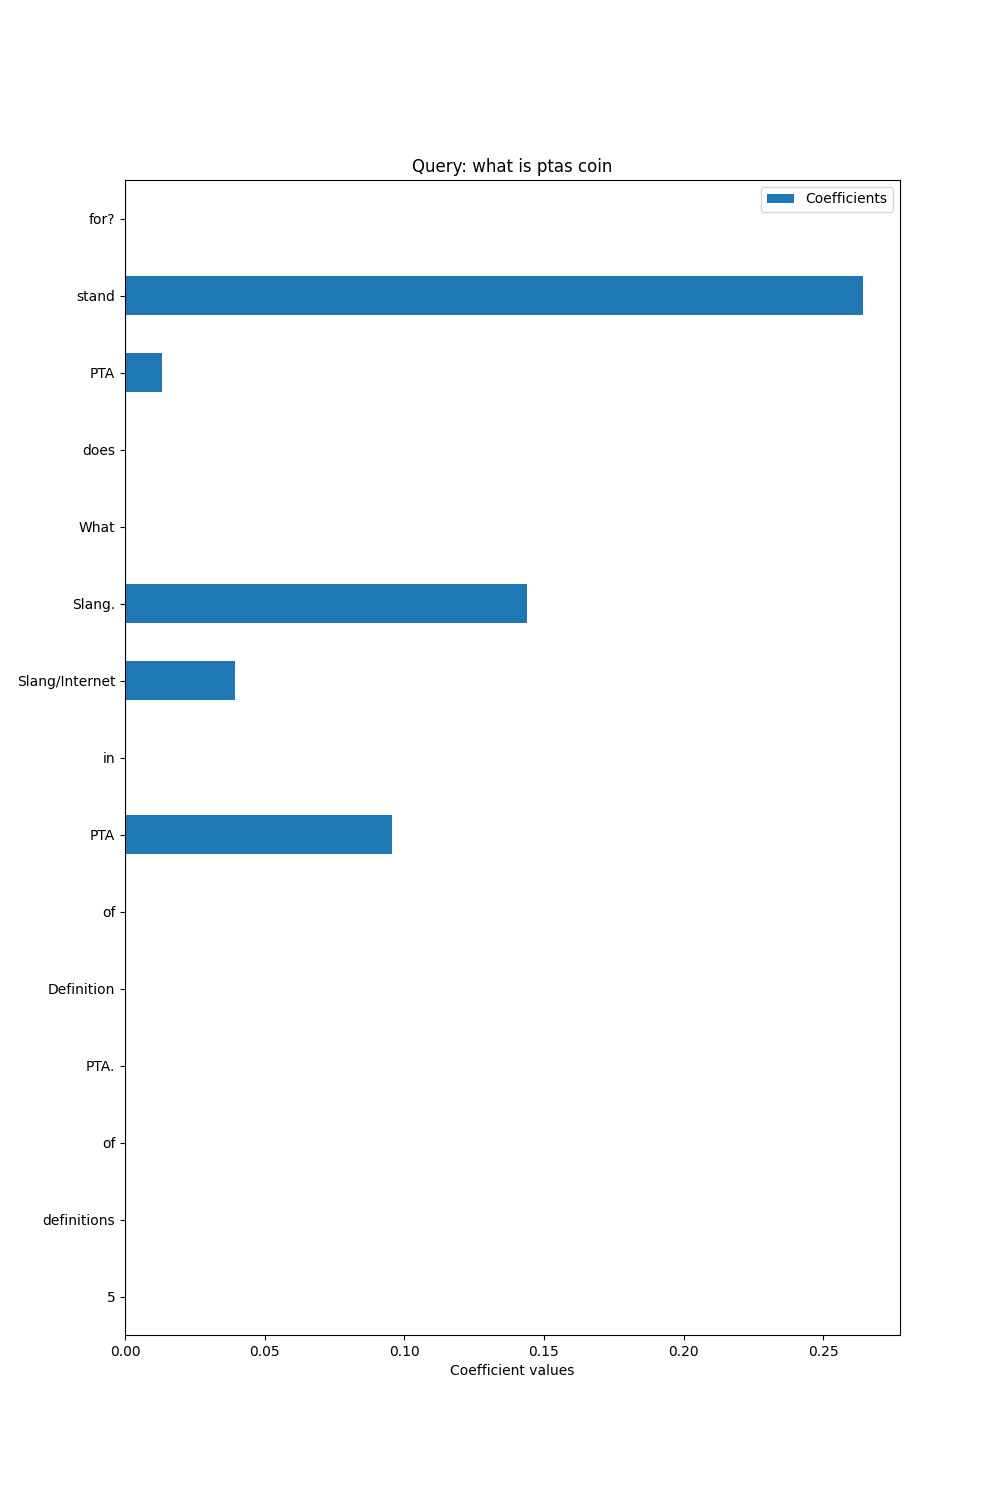 Query: what is ptas coin
Coefficients
for?
stand
PTA
does
What
Slang.
Slang/Internet
in
PTA
of
Definition
PTA.
of
definitions
5
0.00 0.05 0.10 0.15 0.20 0.25
Coefficient values